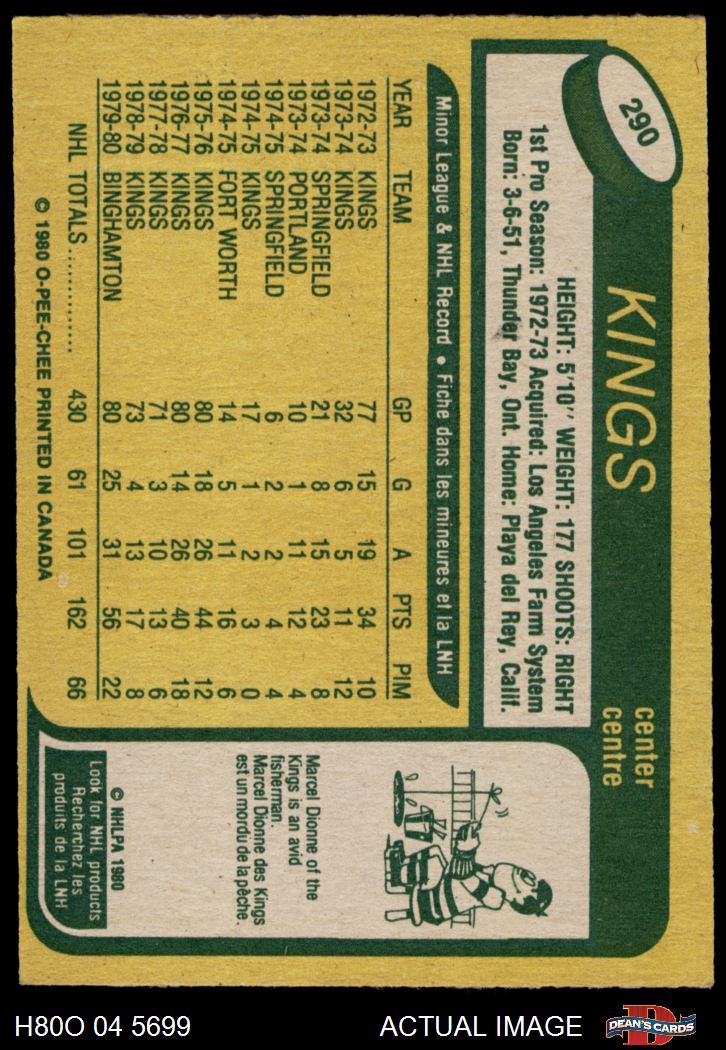 290
KINGS
center
centre
HEIGHT: 5'10" WEIGHT: 177 SHOOTS: RIGHT
1st Pro Season: 1972-73 Acquired: Los Angeles Farm System
Born: 3-6-51, Thunder Bay, Ont. Home: Playa del Rey, Calif.
Minor League & NHL Record • Fiche dans les mineures et la LNH
YEAR TEAM GP G A PTS PIM
1972-73 KINGS 77 15 19 34 10
1973-74 KINGS 32 6 5 11 12
1973-74 SPRINGFIELD 21 8 15 23 8
1973-74 PORTLAND 10 1 11 12 4
1974-75 SPRINGFIELD 6 2 2 4 4
1974-75 KINGS 17 1 2 3 0
1974-75 FORT WORTH 14 5 11 16 6
1975-76 KINGS 80 18 26 44 12
1976-77 KINGS 80 14 26 40 18
1977-78 KINGS 71 3 10 13 6
1978-79 KINGS 73 4 13 17 8
1979-80 BINGHAMTON 80 25 31 56 22
NHL TOTALS.............. 430 61 101 162 66
© 1980 O-PEE-CHEE PRINTED IN CANADA
Marcel Dionne of the
Kings is an avid
fisherman.
Marcel Dionne des Kings
est un mordu de la pêche.
© NHLPA 1980
Look for NHL products
Recherchez les
produits de la LNH
H80O 04 5699
ACTUAL IMAGE
D
DEAN'S CARDS